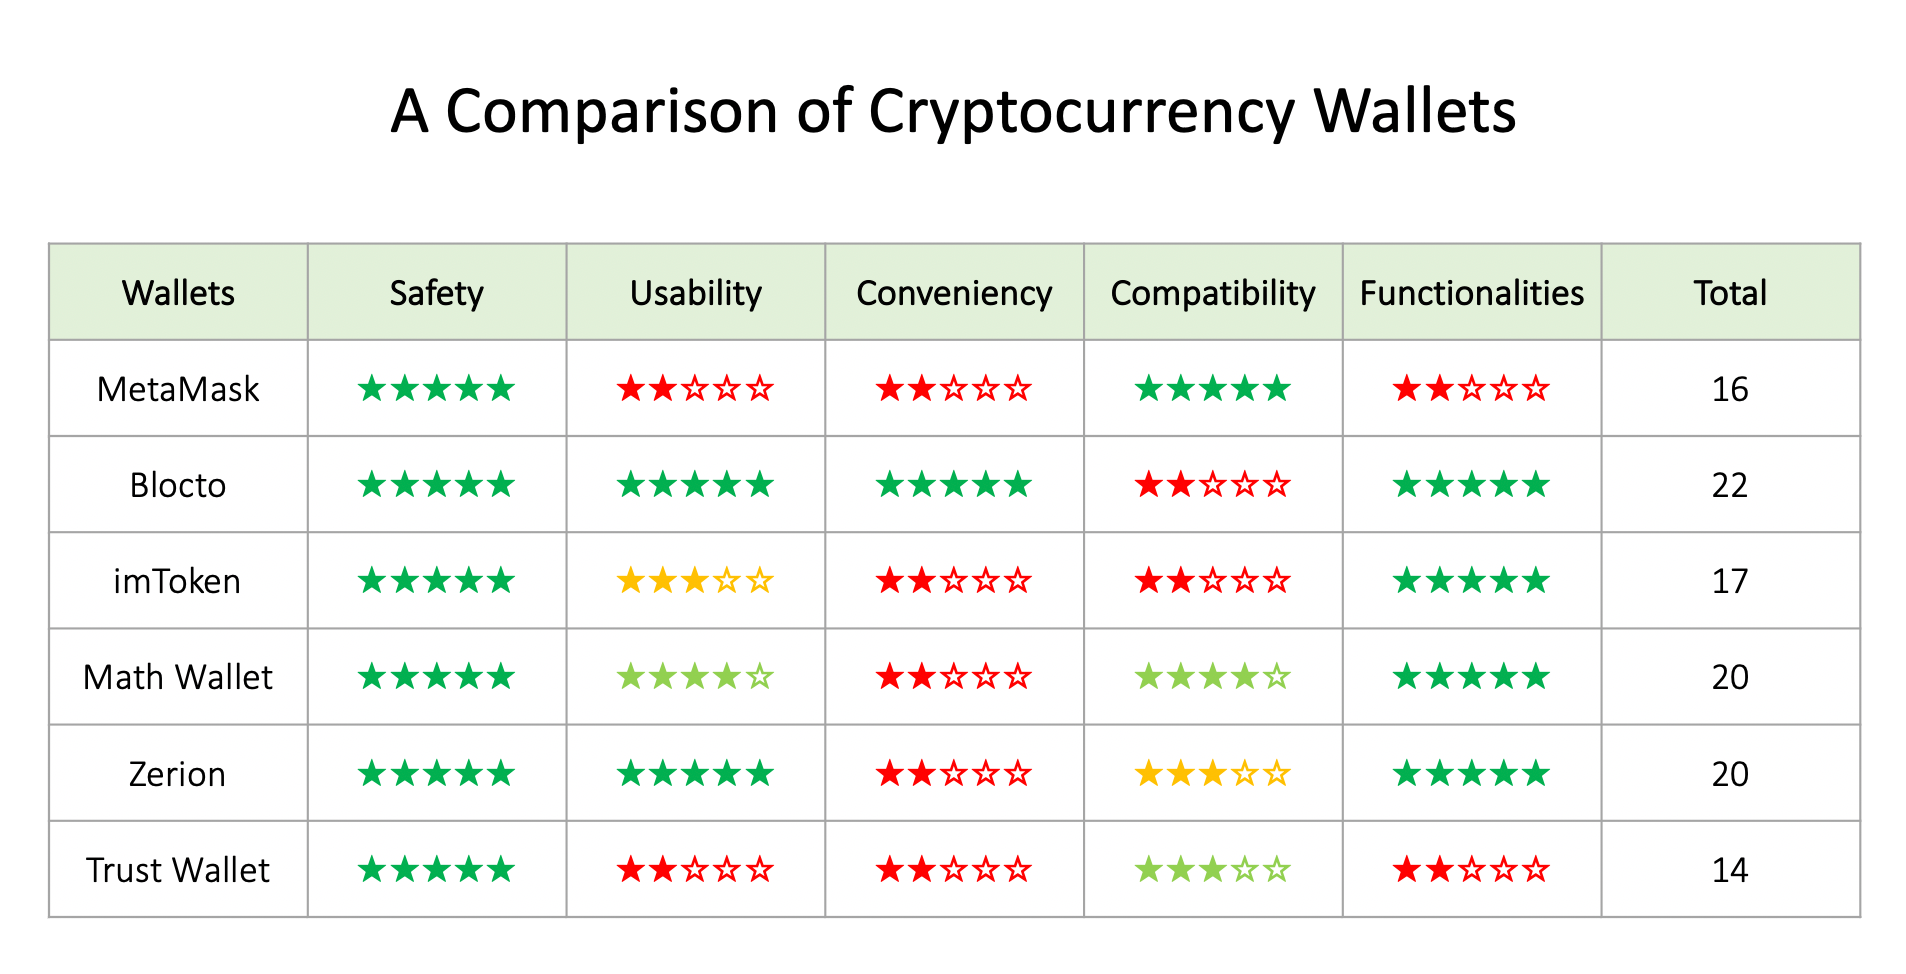 A Comparison of Cryptocurrency Wallets
Wallets Safety Usability Conveniency Compatibility Functionalities Total
MetaMask ★★★★★ ★★☆☆☆ ★★☆☆☆ ★★★★★ ★★☆☆☆ 16
Blocto ★★★★★ ★★★★★ ★★★★★ ★★☆☆☆ ★★★★★ 22
imToken ★★★★★ ★★★☆☆ ★★☆☆☆ ★★☆☆☆ ★★★★★ 17
Math Wallet ★★★★★ ★★★★☆ ★★☆☆☆ ★★★★☆ ★★★★★ 20
Zerion ★★★★★ ★★★★★ ★★☆☆☆ ★★★☆☆ ★★★★★ 20
Trust Wallet ★★★★★ ★★☆☆☆ ★★☆☆☆ ★★★☆☆ ★★☆☆☆ 14